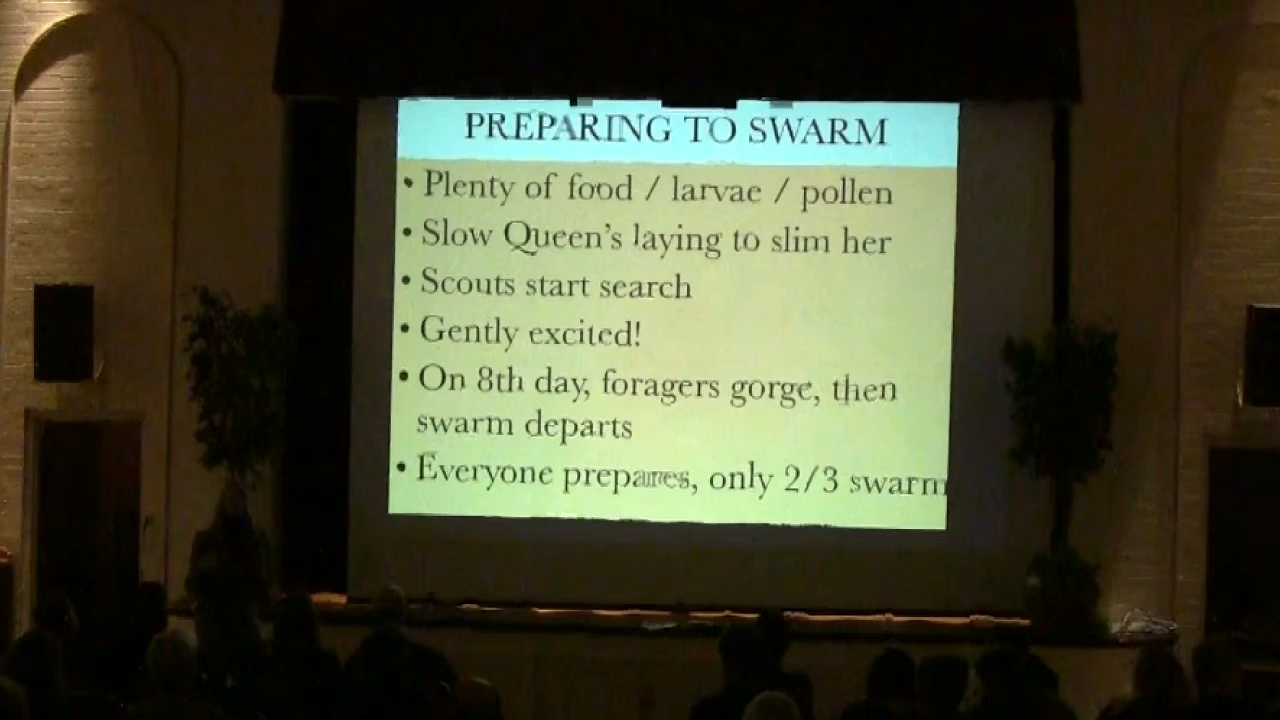 PREPARING TO SWARM
• Plenty of food / larvae / pollen
• Slow Queen's laying to slim her
• Scouts start search
• Gently excited!
• On 8th day, foragers gorge, then
swarm departs
• Everyone prepares, only 2/3 swarm